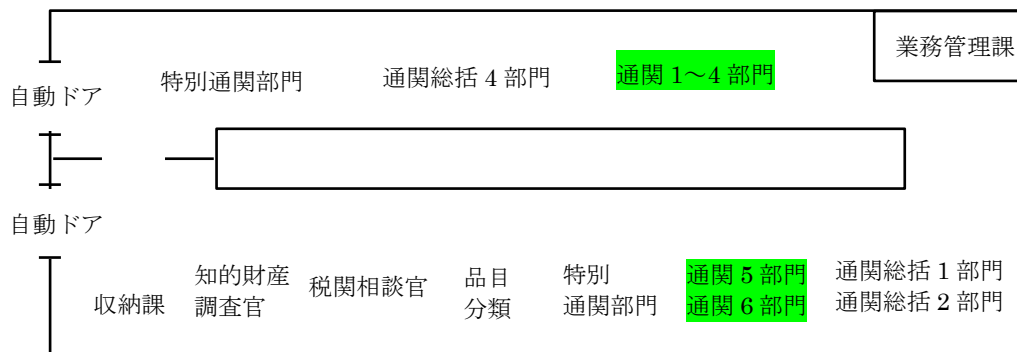 業務管理課
特別通関部門
通関総括 4 部門
通関 1～4 部門
自動ドア
自動ドア
収納課
知的財産
調査官
税関相談官
品目
分類
特別
通関部門
通関 5 部門
通関 6 部門
通関総括 1 部門
通関総括 2 部門